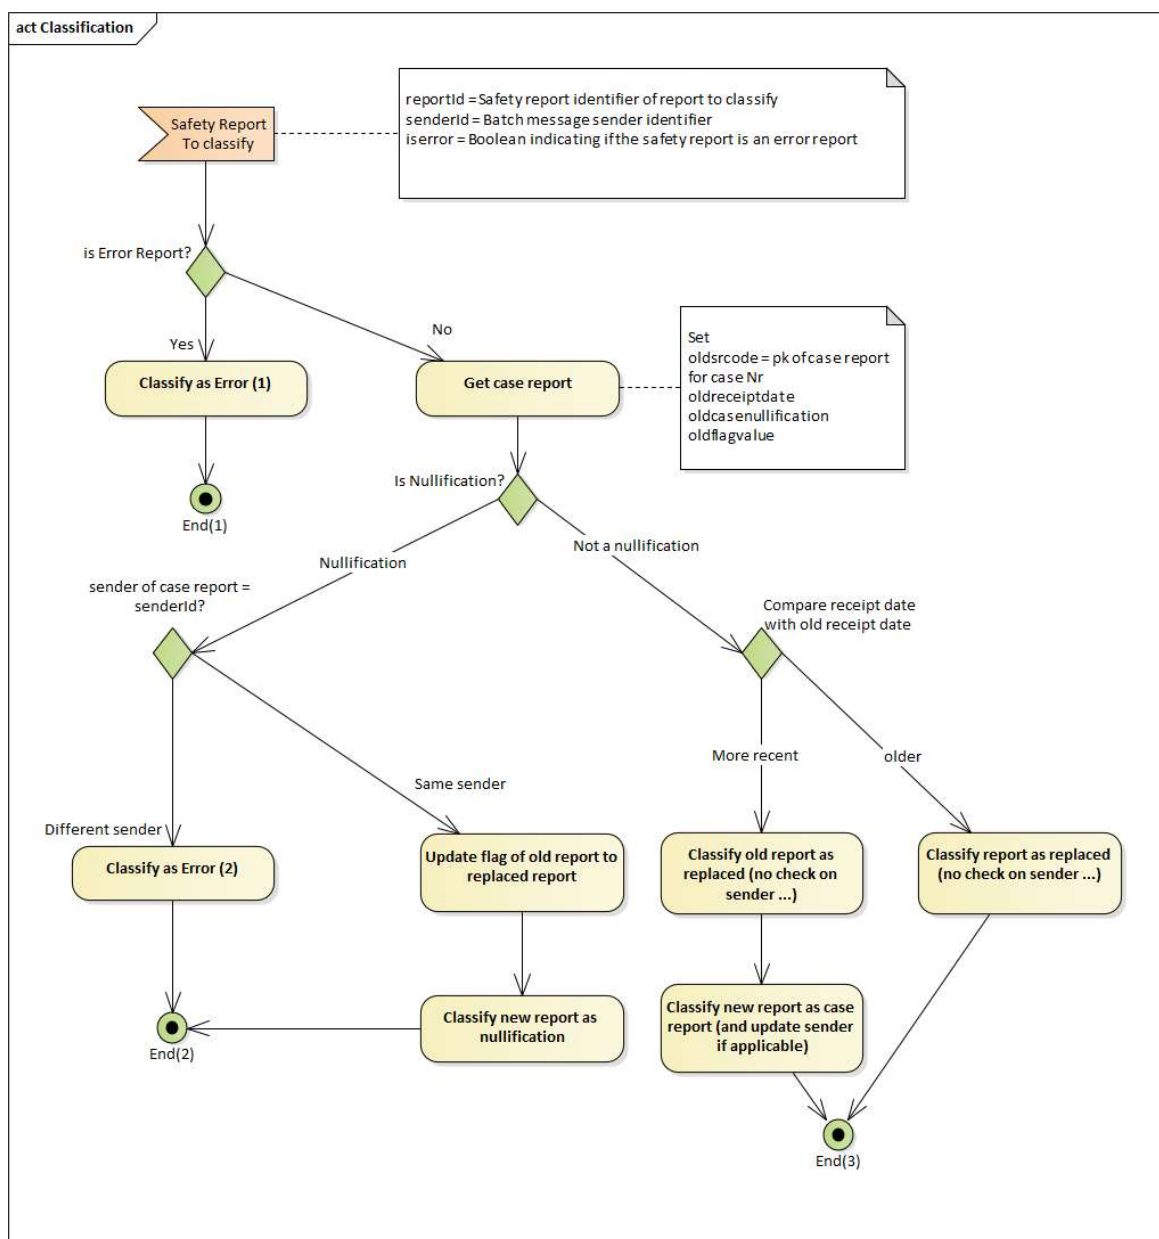 act Classification
reportId = Safety report identifier of report to classify
senderId = Batch message sender identifier
iserror = Boolean indicating if the safety report is an error report
Safety Report
To classify
is Error Report?
No
Yes
Set
oldsrcode = pk of case report
for case Nr
oldreceiptdate
oldcasenullification
oldflagvalue
Classify as Error (1)
Get case report
Is Nullification?
End(1)
Not a nullification
Nullification
sender of case report =
senderId?
Compare receipt date
with old receipt date
More recent
older
Same sender
Different sender
Classify as Error (2)
Update flag of old report to
replaced report
Classify old report as
replaced (no check on
sender ...)
Classify report as replaced
(no check on sender ...)
Classify new report as
nullification
Classify new report as case
report (and update sender
if applicable)
End(2)
End(3)